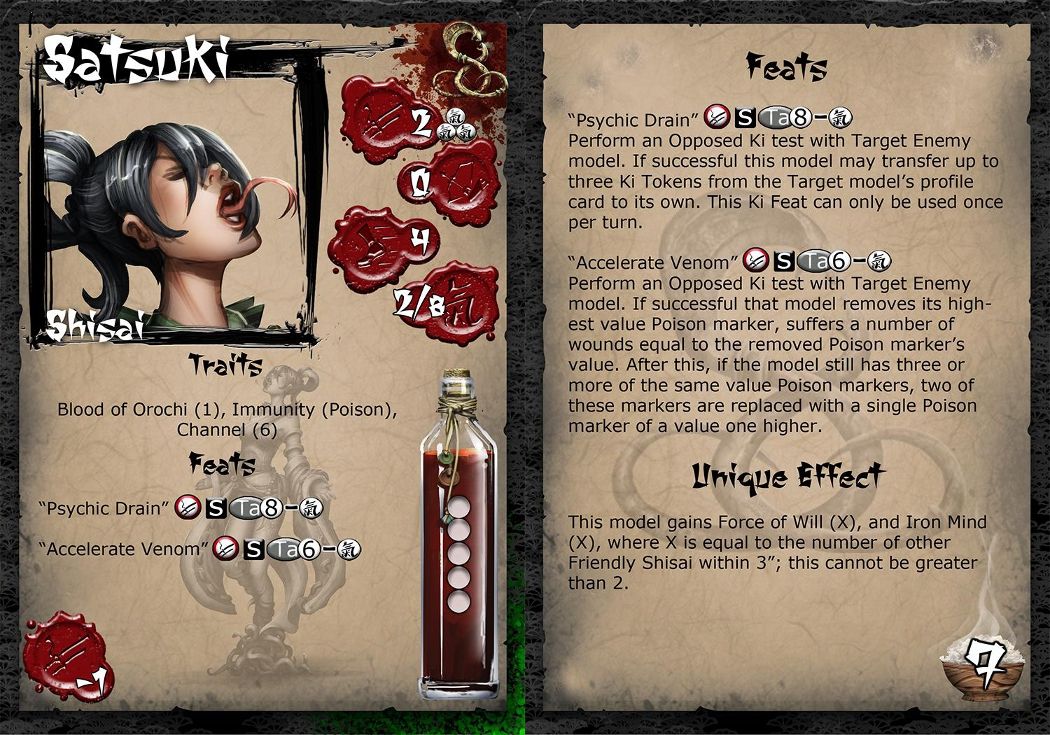 Satsuki
2 氣氣氣
0
4
2/8 氣
Shisai
Traits
Blood of Orochi (1), Immunity (Poison),
Channel (6)
Feats
“Psychic Drain” S Ta8-氣
“Accelerate Venom” S Ta6-氣
-1
Feats
“Psychic Drain” S Ta8-氣
Perform an Opposed Ki test with Target Enemy
model. If successful this model may transfer up to
three Ki Tokens from the Target model’s profile
card to its own. This Ki Feat can only be used once
per turn.
“Accelerate Venom” S Ta6-氣
Perform an Opposed Ki test with Target Enemy
model. If successful that model removes its high-
est value Poison marker, suffers a number of
wounds equal to the removed Poison marker’s
value. After this, if the model still has three or
more of the same value Poison markers, two of
these markers are replaced with a single Poison
marker of a value one higher.
Unique Effect
This model gains Force of Will (X), and Iron Mind
(X), where X is equal to the number of other
Friendly Shisai within 3”; this cannot be greater
than 2.
7